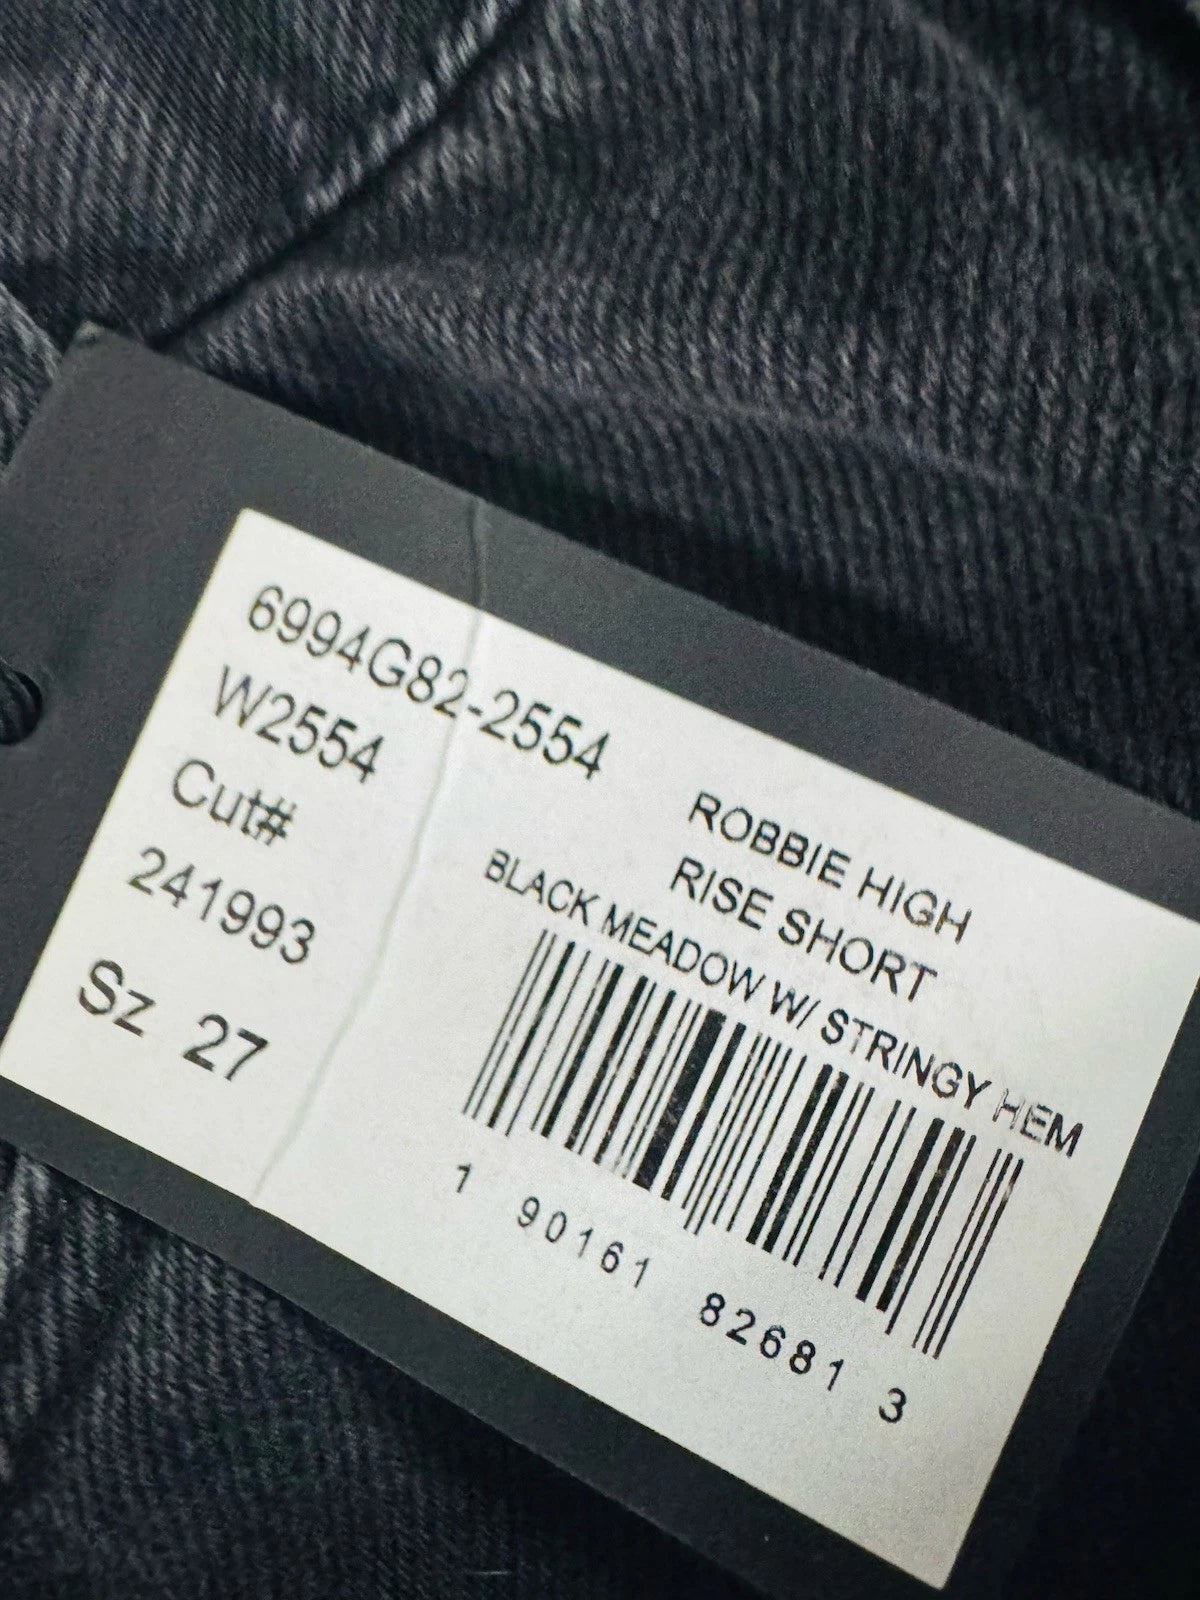 6994G82-2554
W2554
Cut#
241993
Sz 27
ROBBIE HIGH
RISE SHORT
BLACK MEADOW W/ STRINGY HEM
1 90161 82681 3